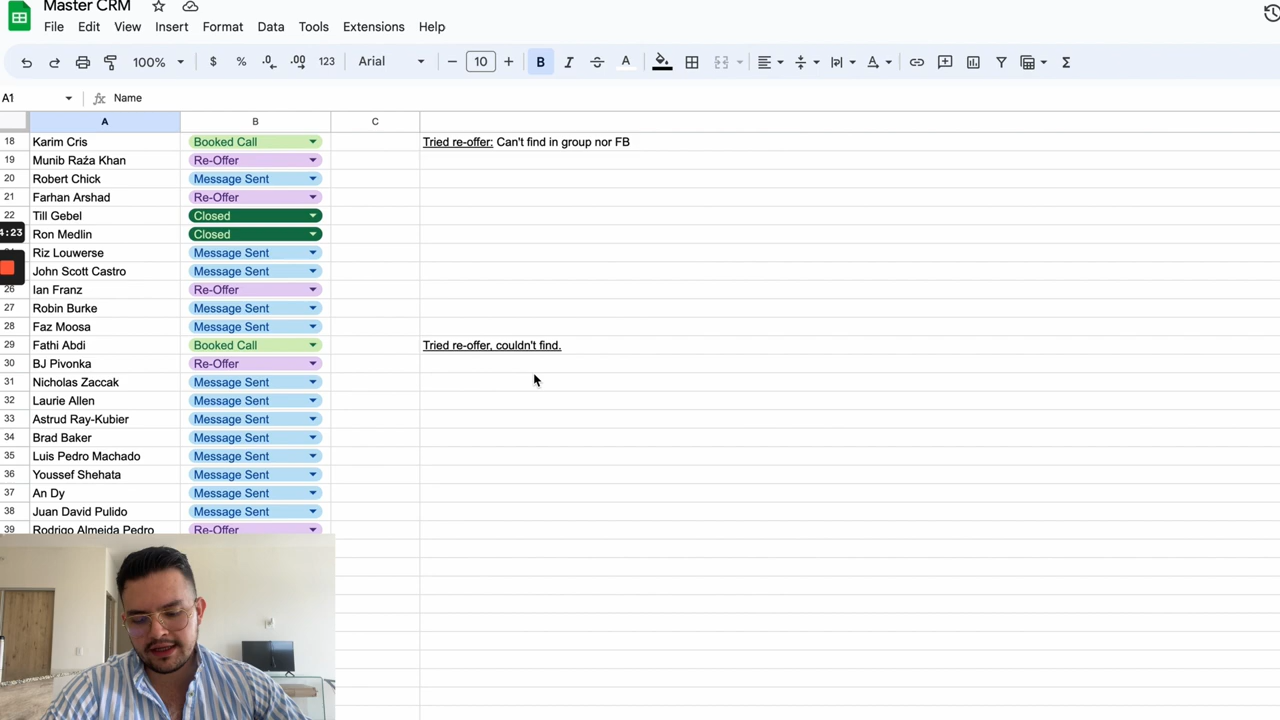 Master CRM
File Edit View Insert Format Data Tools Extensions Help
100% $ % .0 .00 123 Arial 10 B I A Σ
A1 fx Name
A B C
18 Karim Cris Booked Call Tried re-offer: Can't find in group nor FB
19 Munib Raźa Khan Re-Offer
20 Robert Chick Message Sent
21 Farhan Arshad Re-Offer
22 Till Gebel Closed
4:23 Ron Medlin Closed
Riz Louwerse Message Sent
John Scott Castro Message Sent
26 Ian Franz Re-Offer
27 Robin Burke Message Sent
28 Faz Moosa Message Sent
29 Fathi Abdi Booked Call Tried re-offer, couldn't find.
30 BJ Pivonka Re-Offer
31 Nicholas Zaccak Message Sent
32 Laurie Allen Message Sent
33 Astrud Ray-Kubier Message Sent
34 Brad Baker Message Sent
35 Luis Pedro Machado Message Sent
36 Youssef Shehata Message Sent
37 An Dy Message Sent
38 Juan David Pulido Message Sent
39 Rodrigo Almeida Pedro Re-Offer